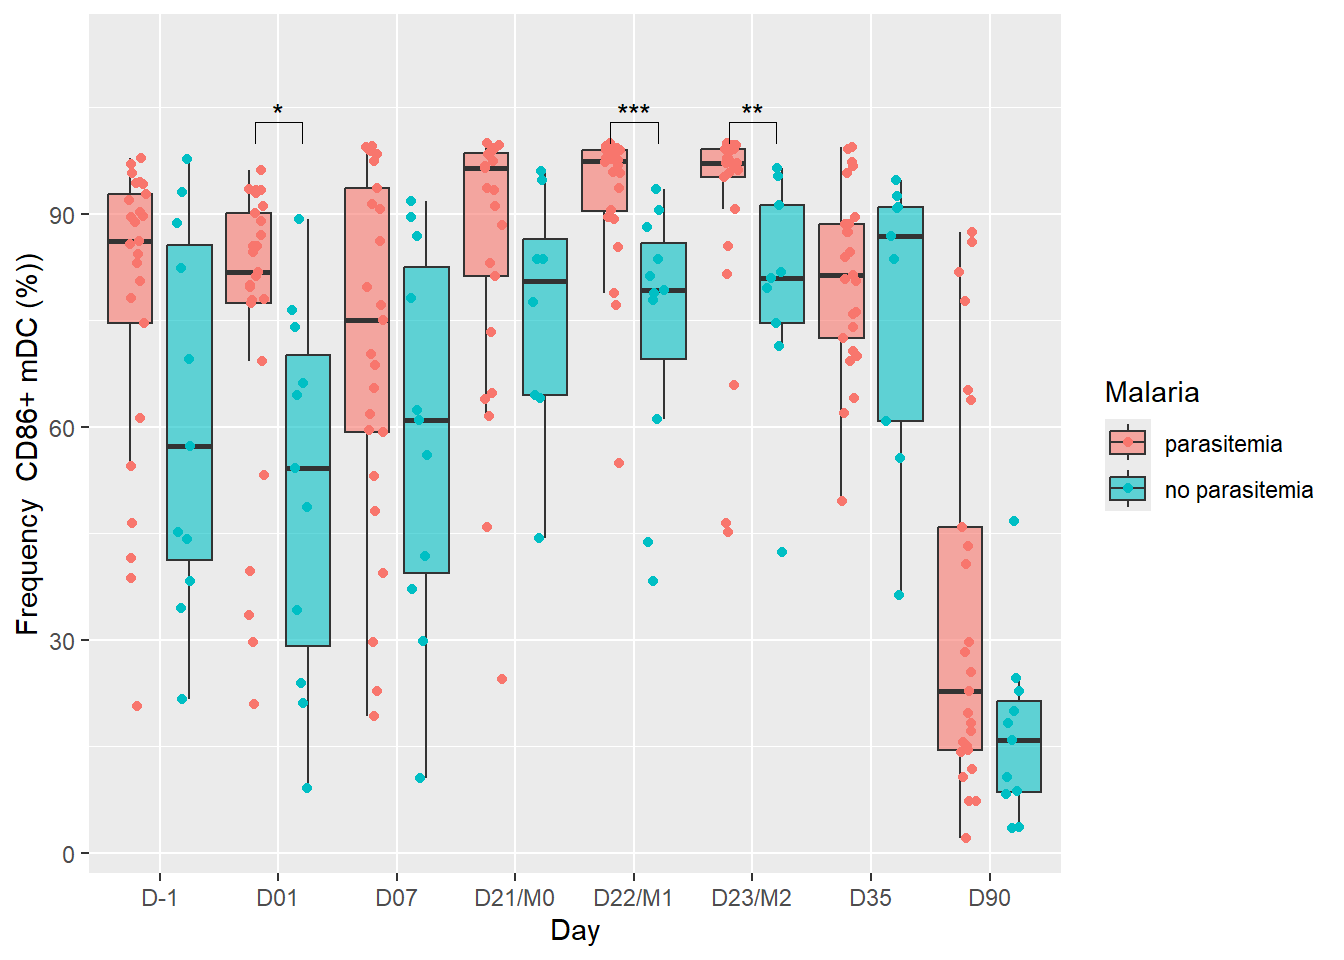 *
***
**
90
60
30
0
Frequency  CD86+ mDC (%))
D-1
D01
D07
D21/M0
D22/M1
D23/M2
D35
D90
Day
Malaria
parasitemia
no parasitemia